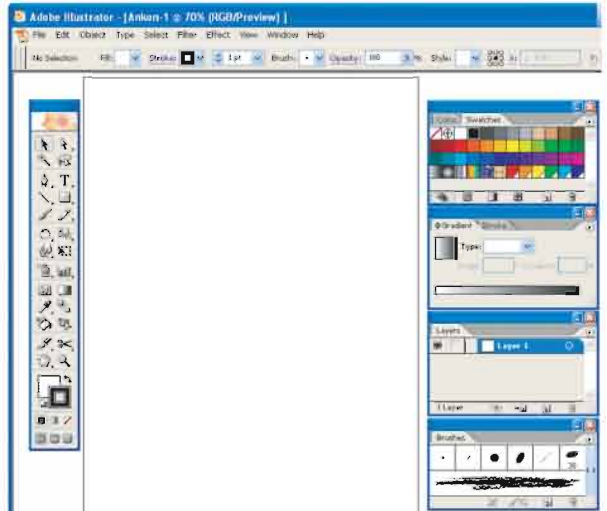 Adobe Illustrator - [Ankon-1 @ 70% (RGB/Preview) ]
File Edit Object Type Select Filter Effect View Window Help
No Selection Fill: Stroke: 1 pt Brush: Opacity: 100 % Style: X:
Color Swatches
Gradient Stroke
Type:
Layers
Layer 1
1 Layer
Brushes